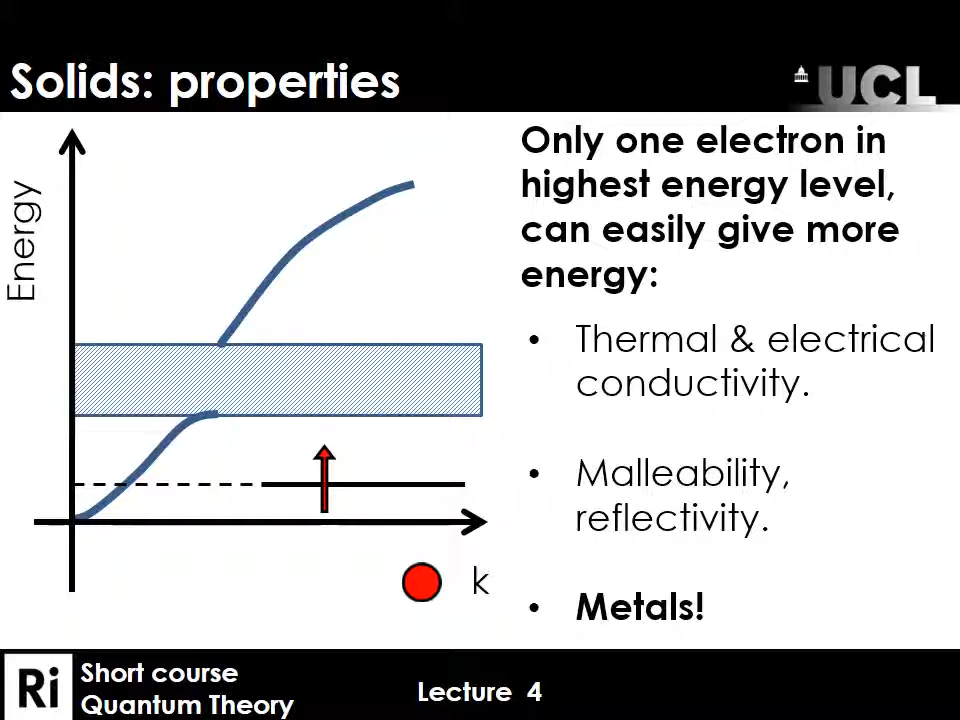 Solids: properties
UCL
Energy
Only one electron in
highest energy level,
can easily give more
energy:
• Thermal & electrical
conductivity.
• Malleability,
reflectivity.
• Metals!
k
Ri
Short course
Quantum Theory
Lecture 4